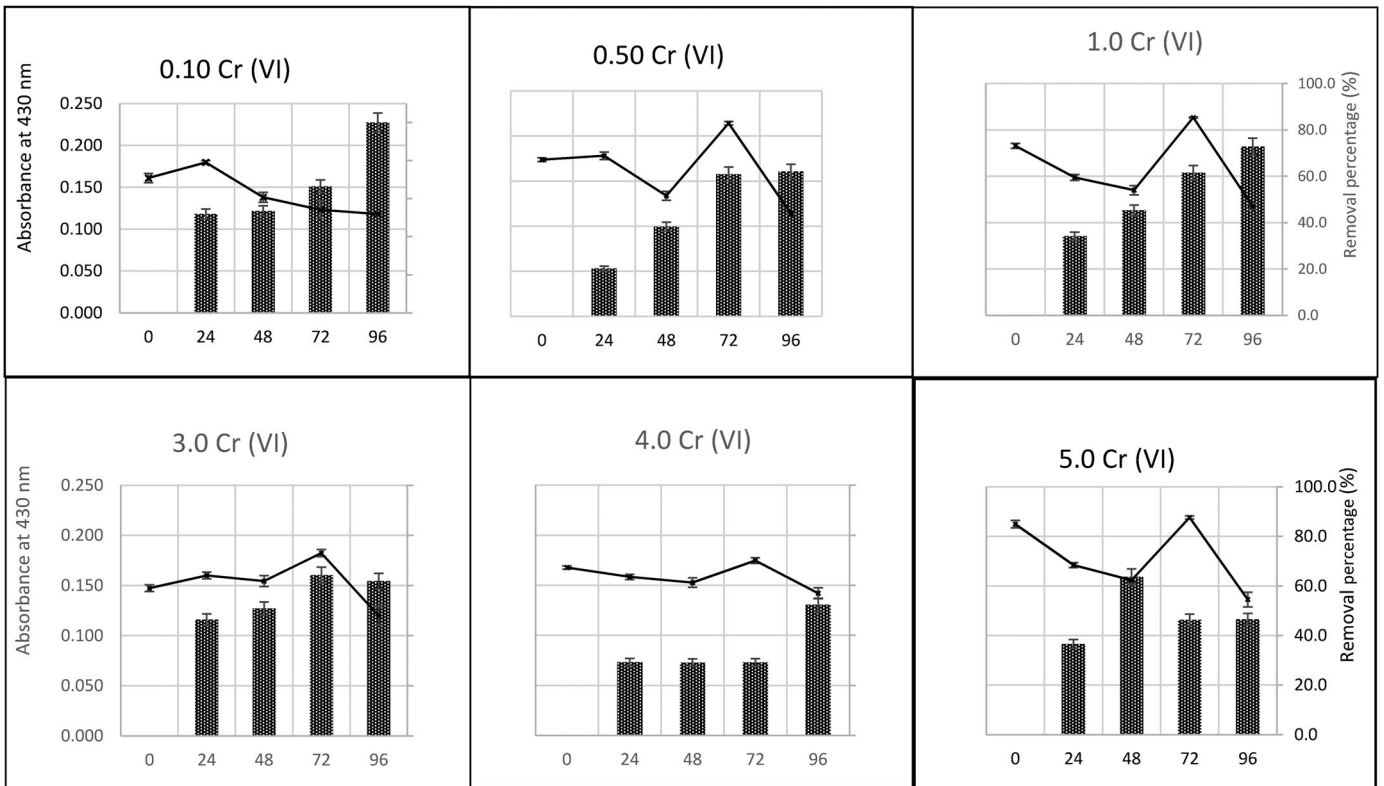 0.10 Cr (VI)
Absorbance at 430 nm
0.250
0.200
0.150
0.100
0.050
0.000
0 24 48 72 96
0.50 Cr (VI)
0 24 48 72 96
1.0 Cr (VI)
100.0
80.0
60.0
40.0
20.0
0.0
Removal percentage (%)
0 24 48 72 96
3.0 Cr (VI)
Absorbance at 430 nm
0.250
0.200
0.150
0.100
0.050
0.000
0 24 48 72 96
4.0 Cr (VI)
0 24 48 72 96
5.0 Cr (VI)
100.0
80.0
60.0
40.0
20.0
0.0
Removal percentage (%)
0 24 48 72 96